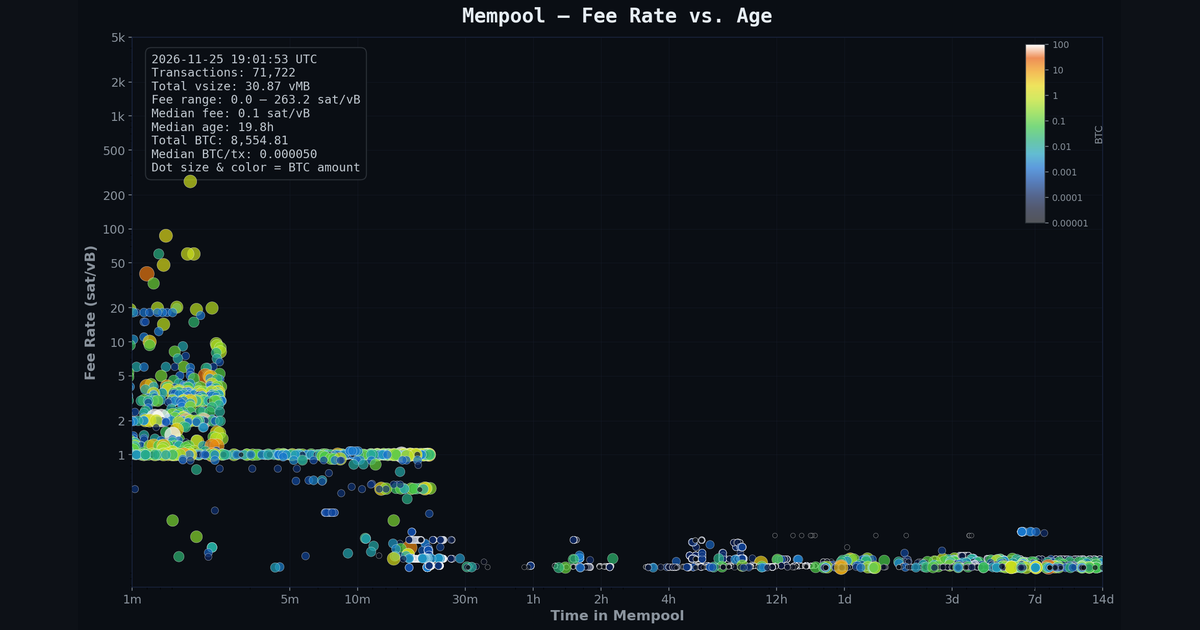 Mempool — Fee Rate vs. Age
2026-11-25 19:01:53 UTC
Transactions: 71,722
Total vsize: 30.87 vMB
Fee range: 0.0 — 263.2 sat/vB
Median fee: 0.1 sat/vB
Median age: 19.8h
Total BTC: 8,554.81
Median BTC/tx: 0.000050
Dot size & color = BTC amount
5k
2k
1k
500
200
100
50
20
10
5
2
1
Fee Rate (sat/vB)
100
10
1
0.1
0.01
0.001
0.0001
0.00001
BTC
1m 5m 10m 30m 1h 2h 4h 12h 1d 3d 7d 14d
Time in Mempool